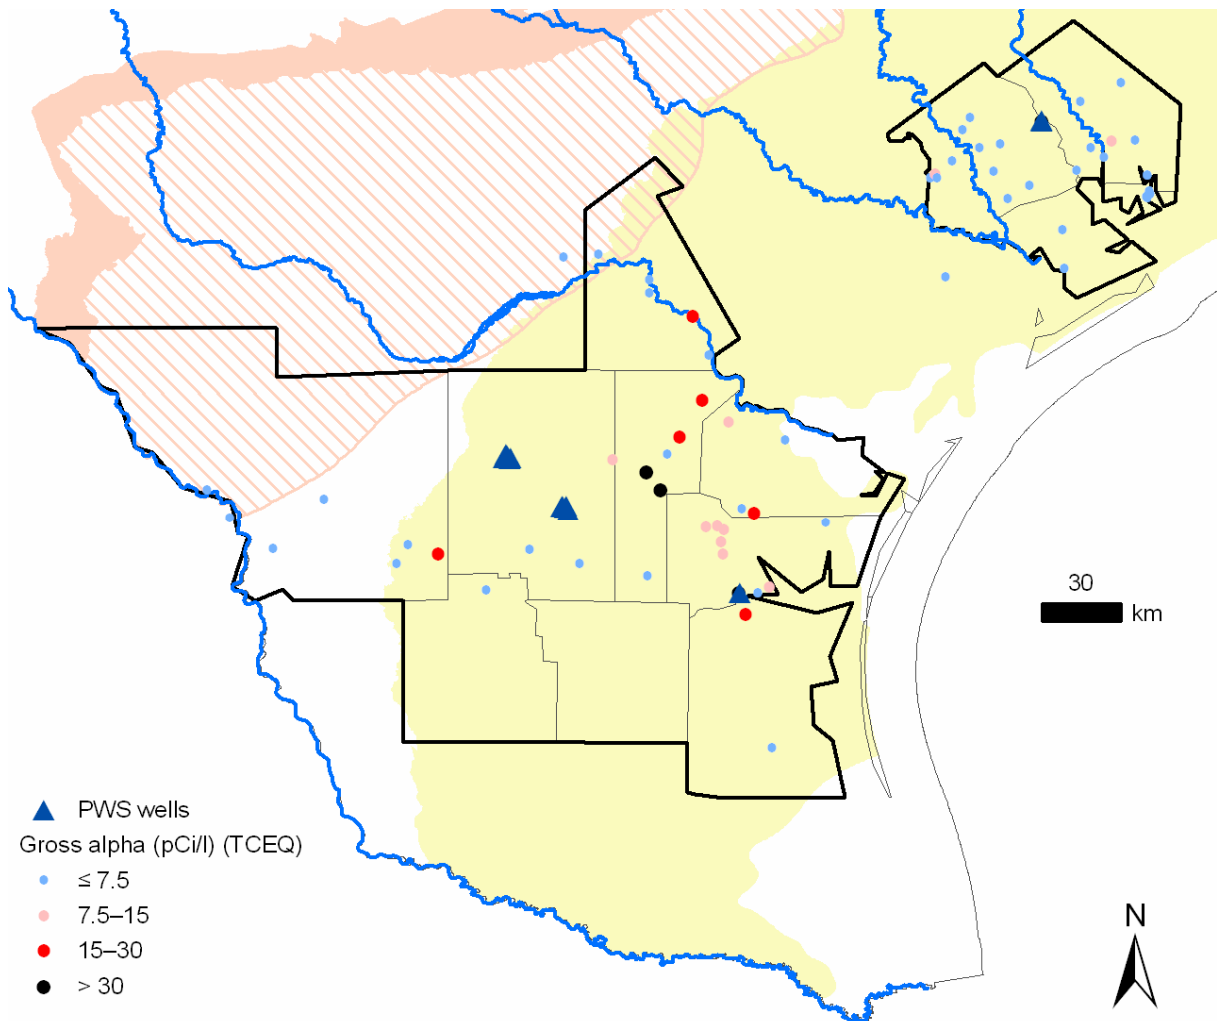 30
km
PWS wells
Gross alpha (pCi/l) (TCEQ)
≤ 7.5
7.5–15
15–30
> 30
N